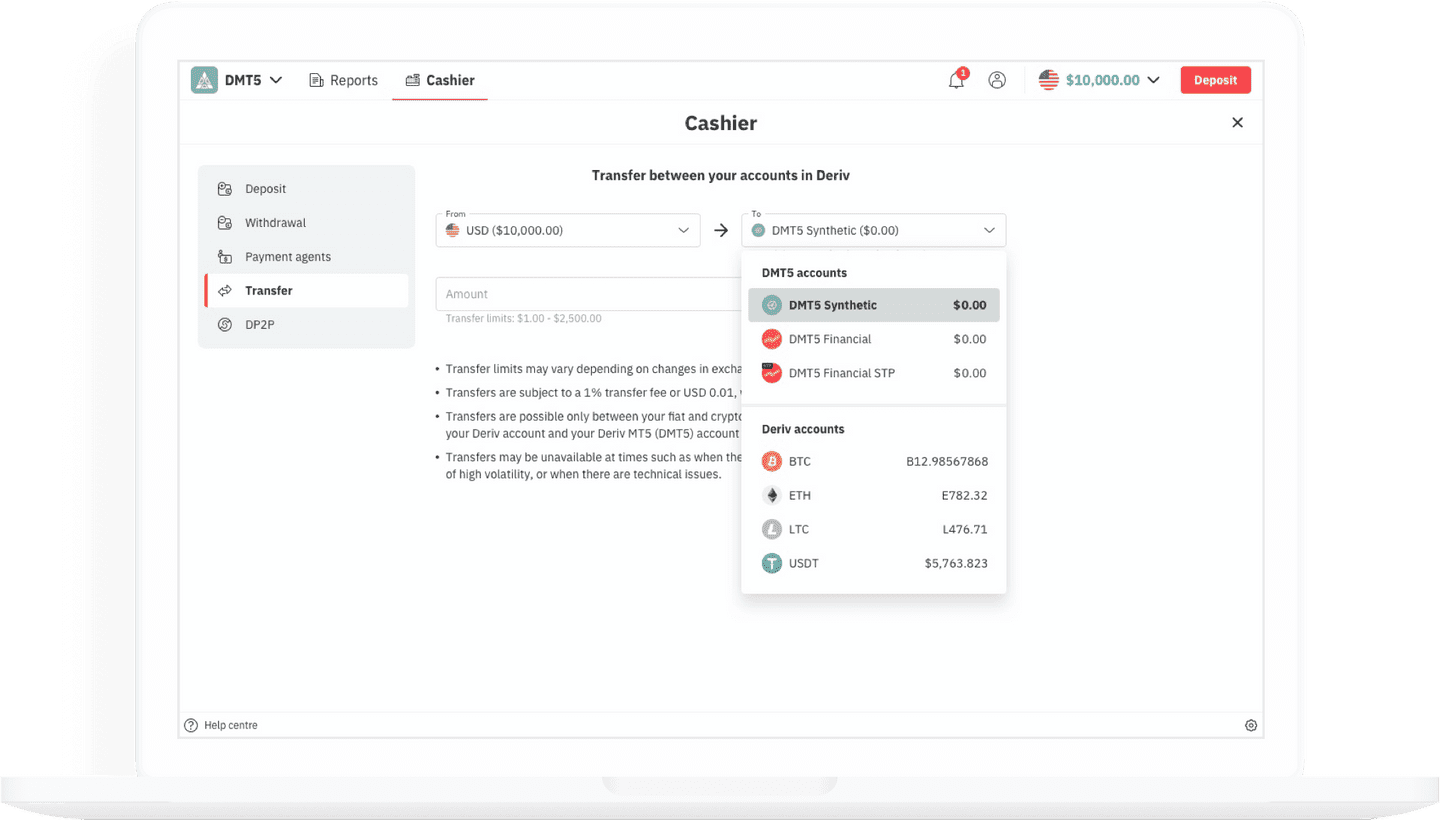 DMT5 Reports Cashier 1 $10,000.00 Deposit
Cashier
Deposit
Withdrawal
Payment agents
Transfer
DP2P
Transfer between your accounts in Deriv
From
USD ($10,000.00)
To
DMT5 Synthetic ($0.00)
Amount
Transfer limits: $1.00 - $2,500.00
• Transfer limits may vary depending on changes in excha
• Transfers are subject to a 1% transfer fee or USD 0.01,
• Transfers are possible only between your fiat and crypto
your Deriv account and your Deriv MT5 (DMT5) account
• Transfers may be unavailable at times such as when the
of high volatility, or when there are technical issues.
DMT5 accounts
DMT5 Synthetic $0.00
DMT5 Financial $0.00
DMT5 Financial STP $0.00
Deriv accounts
BTC B12.98567868
ETH E782.32
LTC L476.71
USDT $5,763.823
Help centre